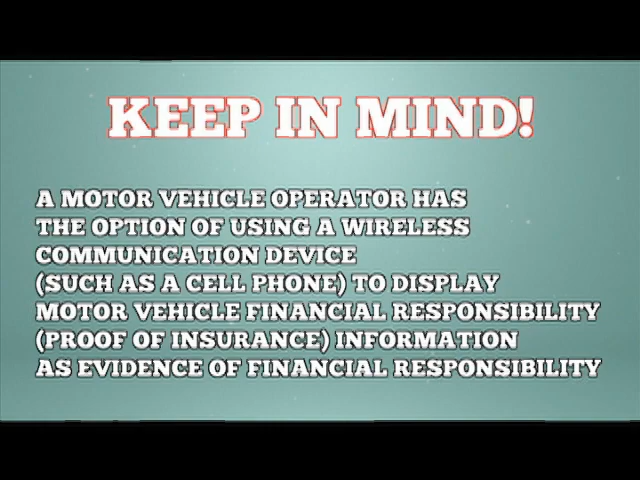 KEEP IN MIND!
A MOTOR VEHICLE OPERATOR HAS
THE OPTION OF USING A WIRELESS
COMMUNICATION DEVICE
(SUCH AS A CELL PHONE) TO DISPLAY
MOTOR VEHICLE FINANCIAL RESPONSIBILITY
(PROOF OF INSURANCE) INFORMATION
AS EVIDENCE OF FINANCIAL RESPONSIBILITY